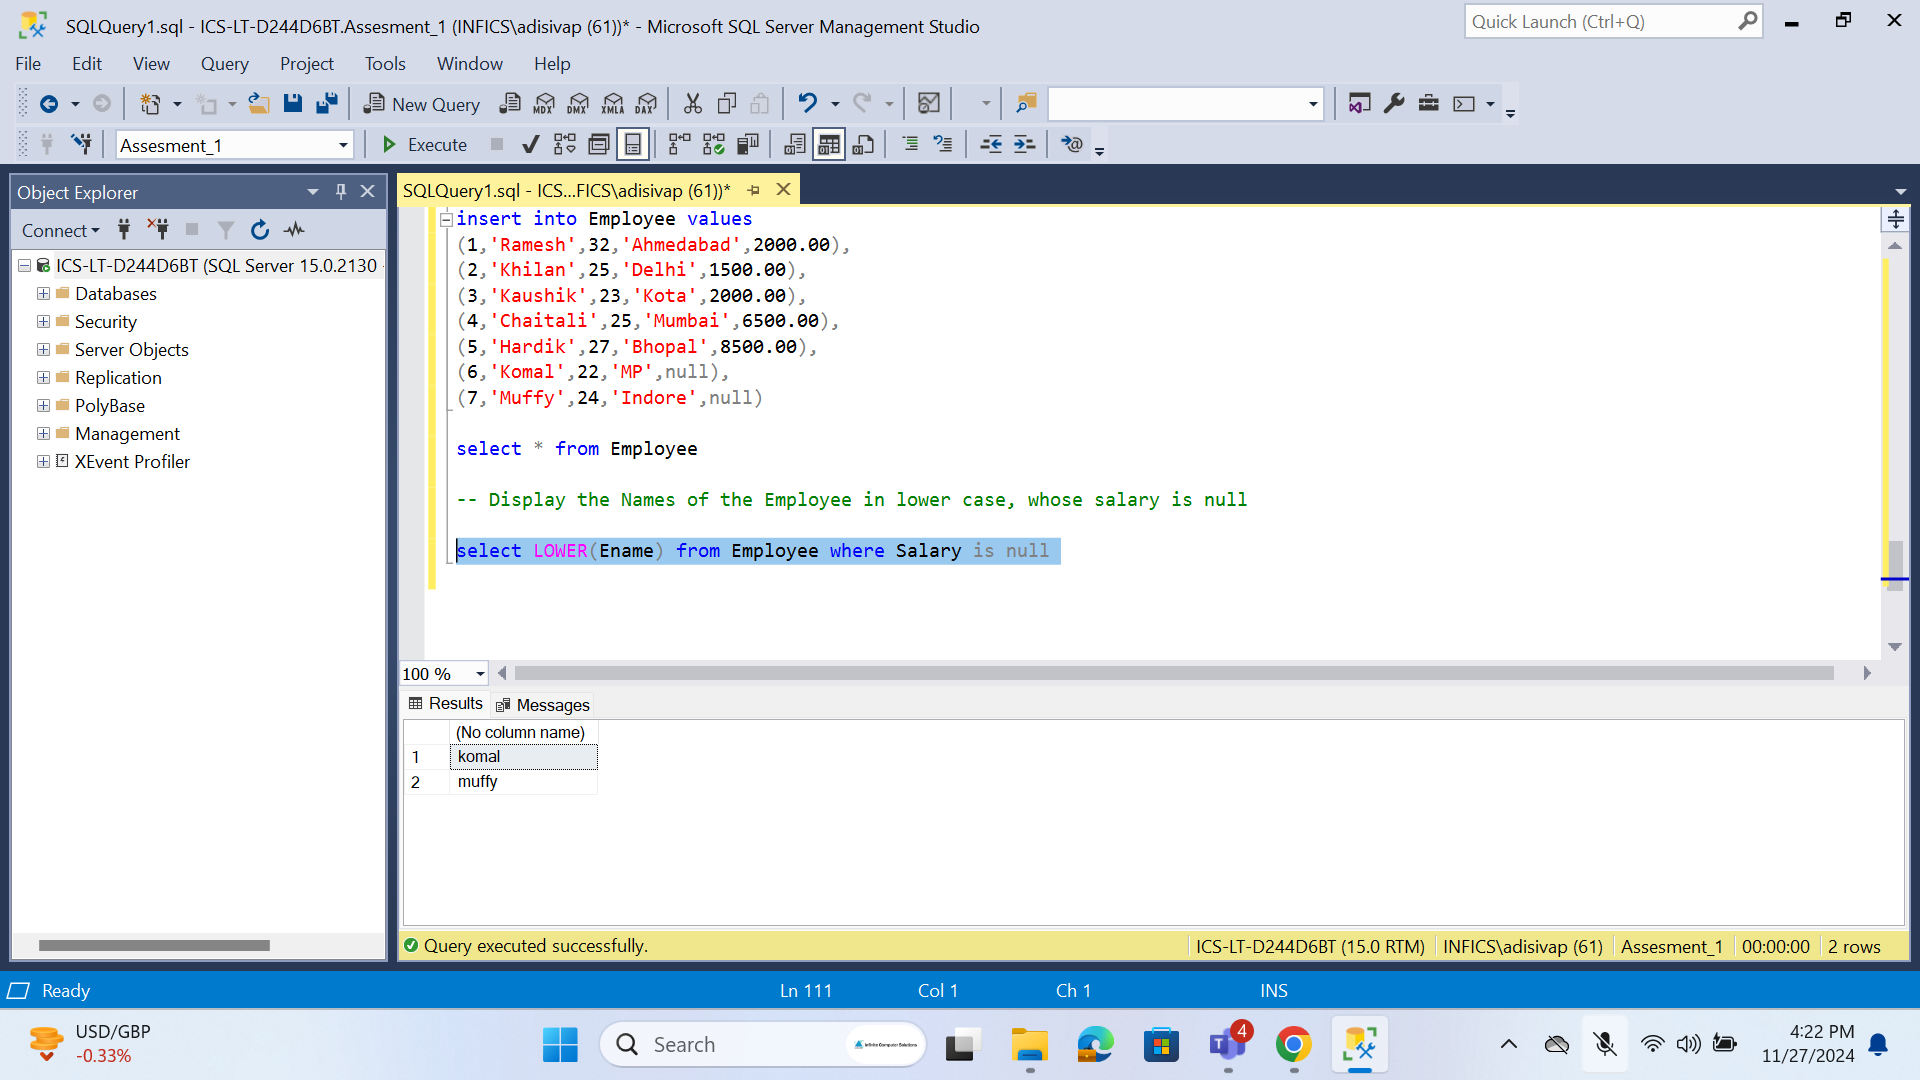 SQLQuery1.sql - ICS-LT-D244D6BT.Assesment_1 (INFICS\adisivap (61))* - Microsoft SQL Server Management Studio
Quick Launch (Ctrl+Q)
File Edit View Query Project Tools Window Help
New Query MDX DMX XMLA DAX
Assesment_1 Execute
Object Explorer
SQLQuery1.sql - ICS...FICS\adisivap (61))*
Connect
ICS-LT-D244D6BT (SQL Server 15.0.2130 -
Databases
Security
Server Objects
Replication
PolyBase
Management
XEvent Profiler
insert into Employee values
(1,'Ramesh',32,'Ahmedabad',2000.00),
(2,'Khilan',25,'Delhi',1500.00),
(3,'Kaushik',23,'Kota',2000.00),
(4,'Chaitali',25,'Mumbai',6500.00),
(5,'Hardik',27,'Bhopal',8500.00),
(6,'Komal',22,'MP',null),
(7,'Muffy',24,'Indore',null)
select * from Employee
-- Display the Names of the Employee in lower case, whose salary is null
select LOWER(Ename) from Employee where Salary is null
100 %
Results Messages
(No column name)
1 komal
2 muffy
Query executed successfully.
ICS-LT-D244D6BT (15.0 RTM) INFICS\adisivap (61) Assesment_1 00:00:00 2 rows
Ready Ln 111 Col 1 Ch 1 INS
USD/GBP
-0.33%
Search
Infinite Computer Solutions
4
4:22 PM
11/27/2024